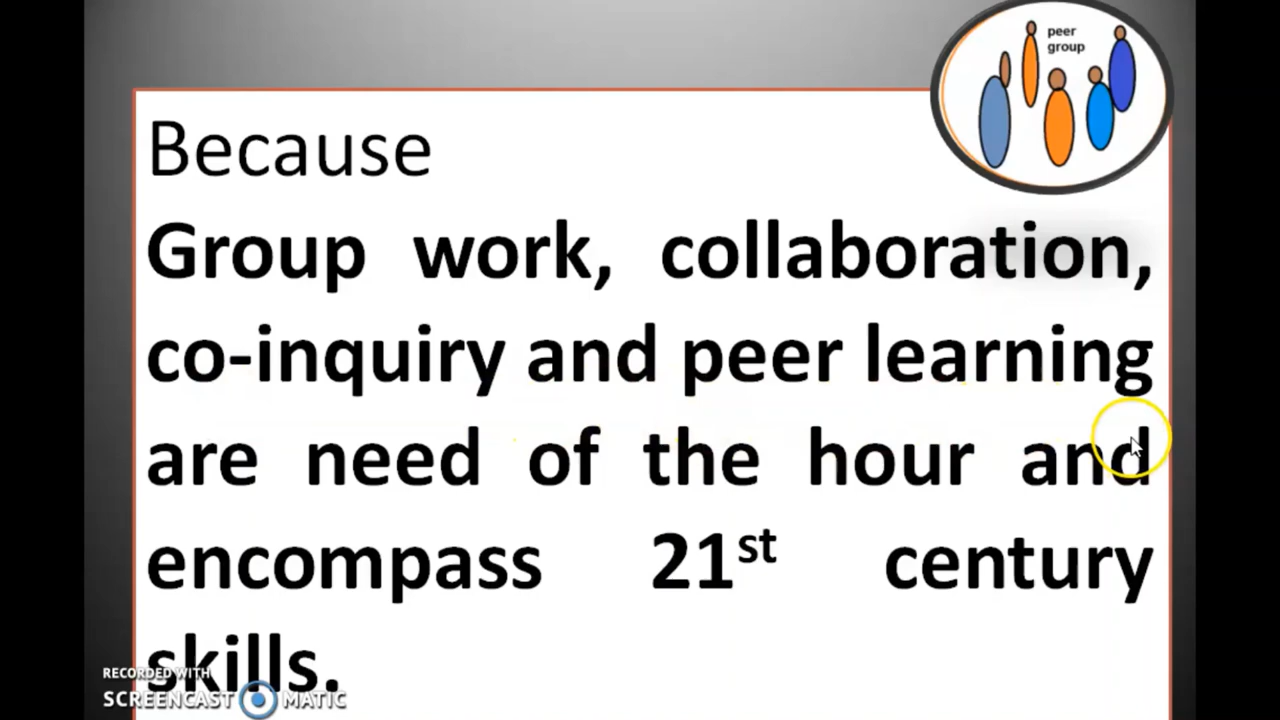 peer
group
Because
Group work, collaboration,
co-inquiry and peer learning
are need of the hour and
encompass 21st century
skills.
RECORDED WITH
SCREENCAST MATIC